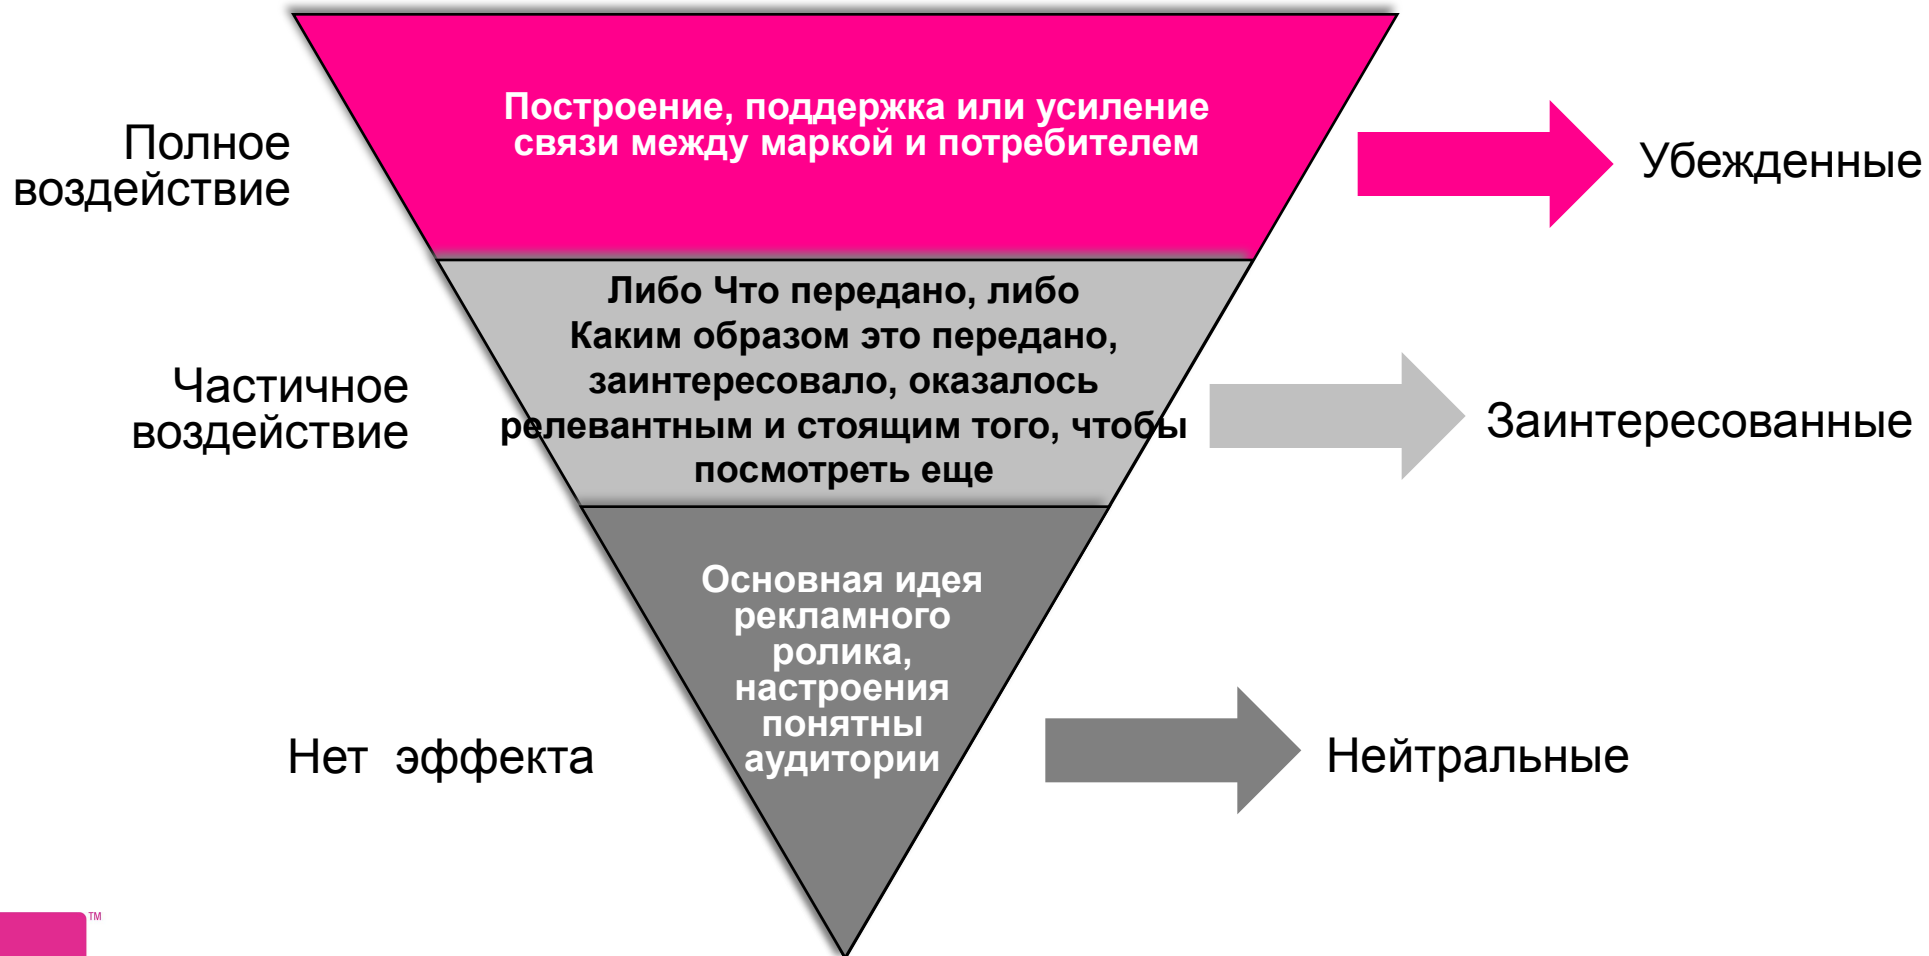 Полное
воздействие
Построение, поддержка или усиление
связи между маркой и потребителем
Убежденные
Частичное
воздействие
Либо Что передано, либо
Каким образом это передано,
заинтересовало, оказалось
релевантным и стоящим того, чтобы
посмотреть еще
Заинтересованные
Нет эффекта
Основная идея
рекламного
ролика,
настроения
понятны
аудитории
Нейтральные
TM